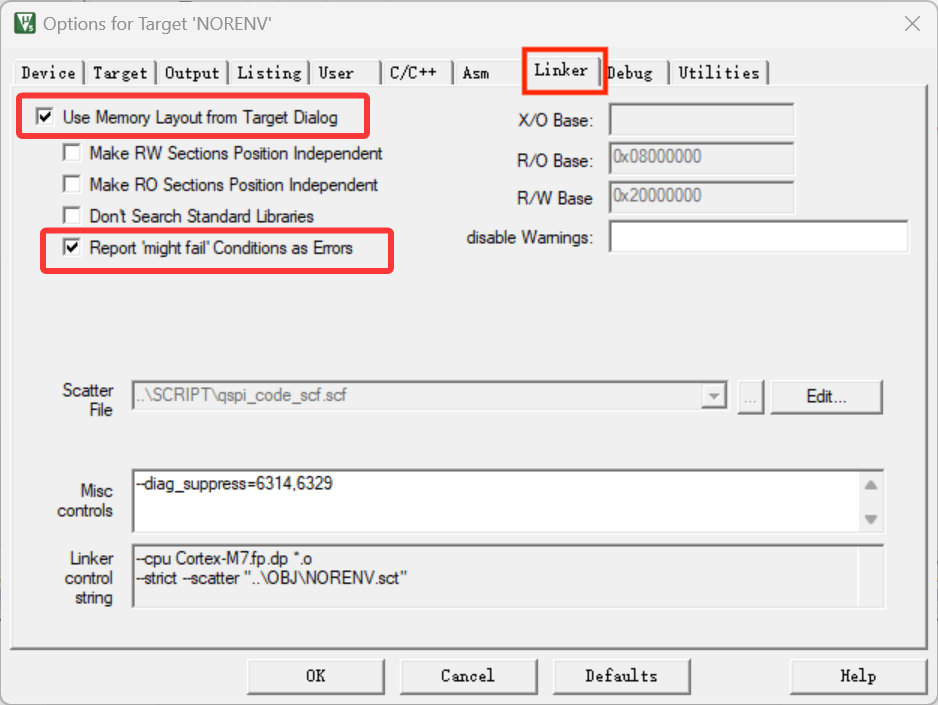 Options for Target 'NORENV'
Device Target Output Listing User C/C++ Asm Linker Debug Utilities
Use Memory Layout from Target Dialog
Make RW Sections Position Independent
Make RO Sections Position Independent
Don't Search Standard Libraries
Report 'might fail' Conditions as Errors
X/O Base:
R/O Base: 0x08000000
R/W Base 0x20000000
disable Warnings:
Scatter
File
..\SCRIPT\qspi_code_scf.scf
...
Edit...
Misc
controls
--diag_suppress=6314,6329
Linker
control
string
--cpu Cortex-M7.fp.dp *.o
--strict --scatter "..\OBJ\NORENV.sct"
OK Cancel Defaults Help